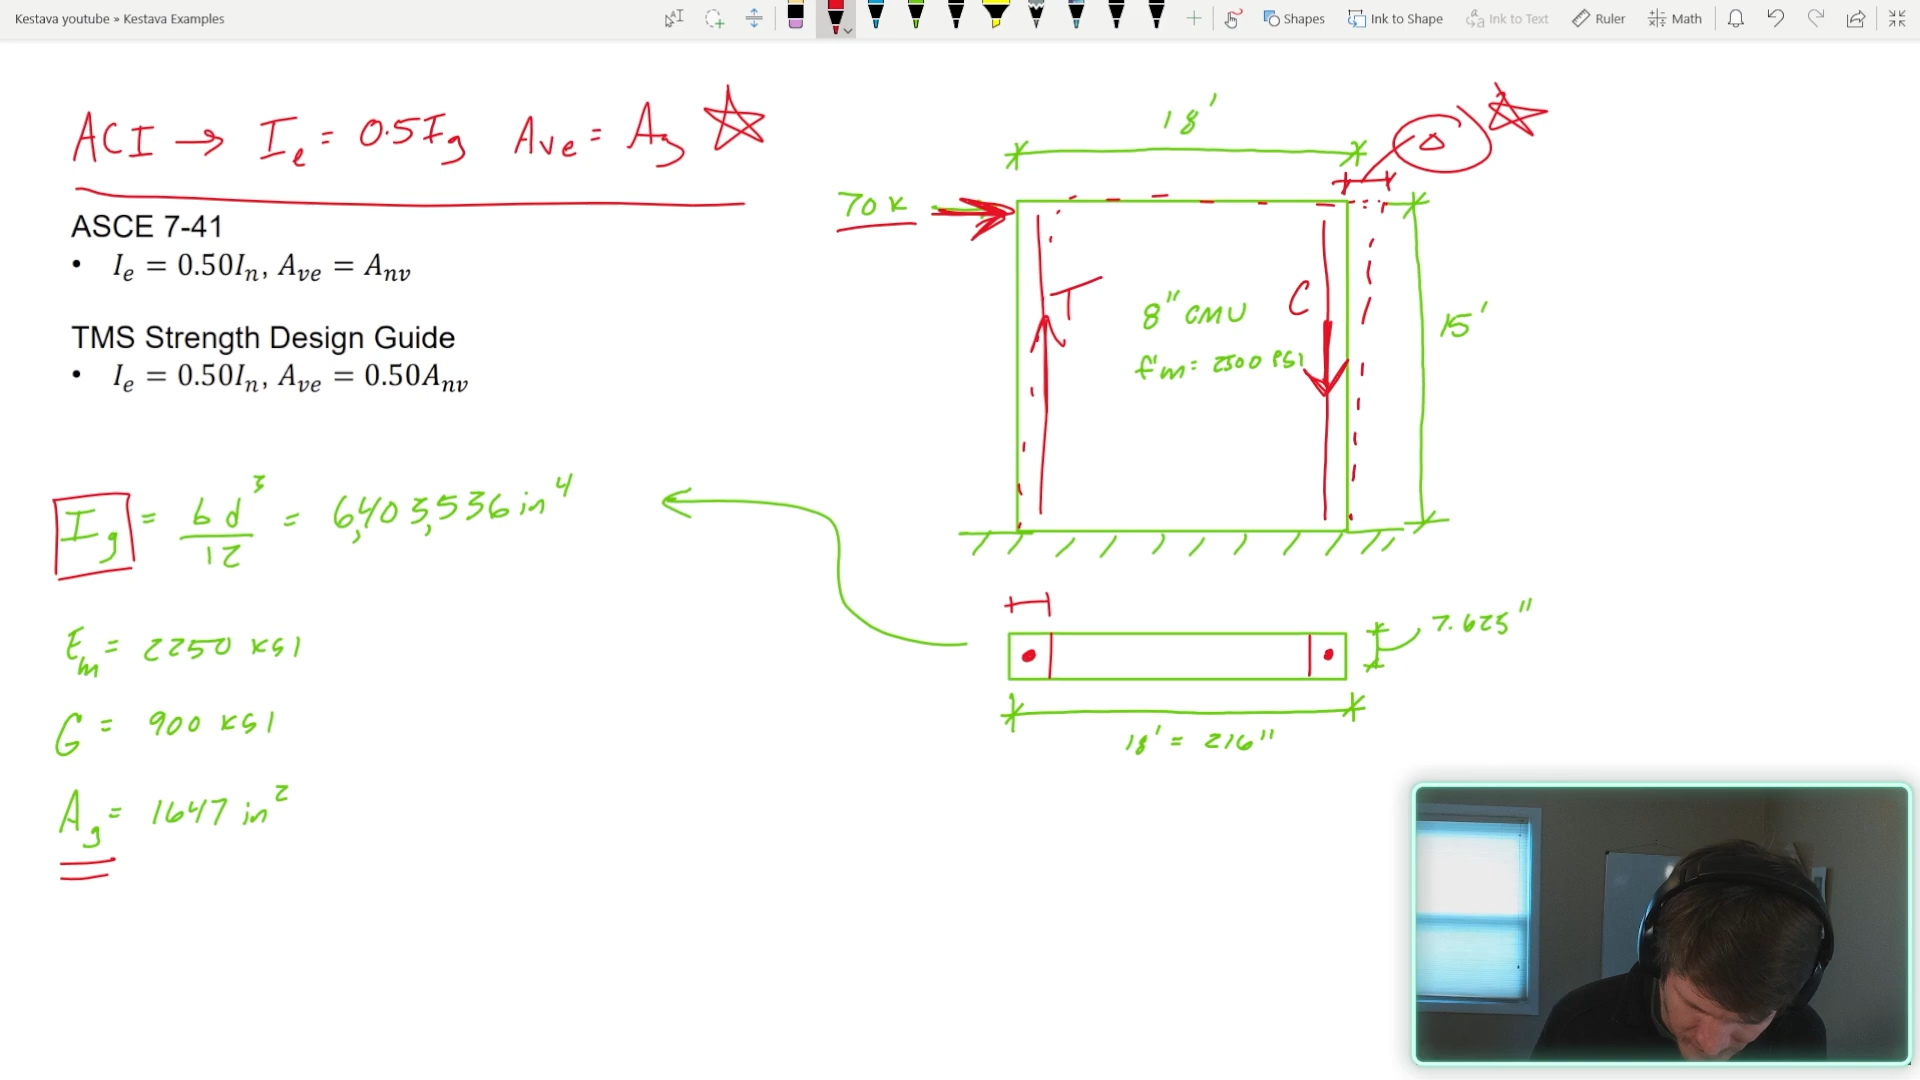 Kestava youtube » Kestava Examples
Shapes
Ink to Shape
Ink to Text
Ruler
Math
ACI → Ie = 0.5Ig Ave = Ag
ASCE 7-41
• Ie = 0.50In, Ave = Anv
TMS Strength Design Guide
• Ie = 0.50In, Ave = 0.50Anv
Ig = bd³/12 = 6,403,536 in⁴
Em = 2250 KSI
G = 900 KSI
Ag = 1647 in²
18'
Δ
70 K
T
C
8" CMU
f'm = 2500 PSI
15'
7.625"
18' = 216"